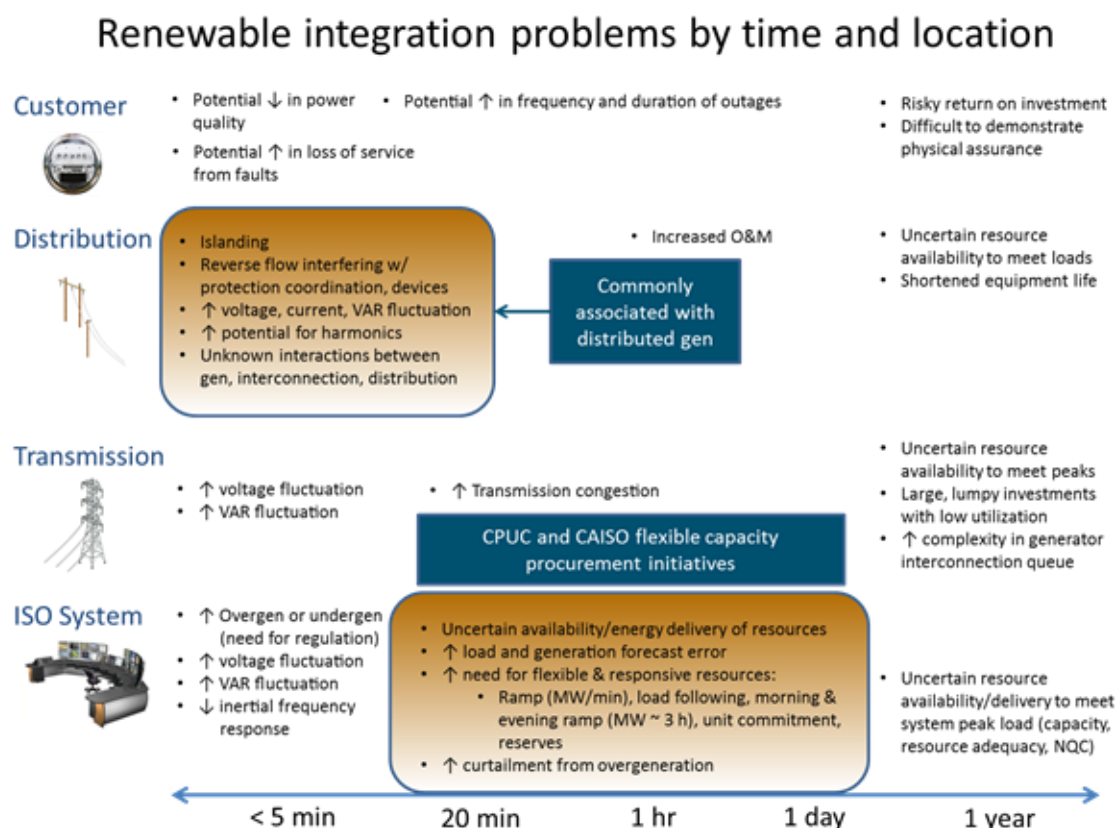 Renewable integration problems by time and location
Customer
• Potential ↓ in power
quality
• Potential ↑ in loss of service
from faults
• Potential ↑ in frequency and duration of outages
• Risky return on investment
• Difficult to demonstrate
physical assurance
Distribution
• Islanding
• Reverse flow interfering w/
protection coordination, devices
• ↑ voltage, current, VAR fluctuation
• ↑ potential for harmonics
• Unknown interactions between
gen, interconnection, distribution
• Increased O&M
Commonly
associated with
distributed gen
• Uncertain resource
availability to meet loads
• Shortened equipment life
Transmission
• ↑ voltage fluctuation
• ↑ VAR fluctuation
• ↑ Transmission congestion
CPUC and CAISO flexible capacity
procurement initiatives
• Uncertain resource
availability to meet peaks
• Large, lumpy investments
with low utilization
• ↑ complexity in generator
interconnection queue
ISO System
• ↑ Overgen or undergen
(need for regulation)
• ↑ voltage fluctuation
• ↑ VAR fluctuation
• ↓ inertial frequency
response
• Uncertain availability/energy delivery of resources
• ↑ load and generation forecast error
• ↑ need for flexible & responsive resources:
• Ramp (MW/min), load following, morning &
evening ramp (MW ~ 3 h), unit commitment,
reserves
• ↑ curtailment from overgeneration
• Uncertain resource
availability/delivery to meet
system peak load (capacity,
resource adequacy, NQC)
< 5 min
20 min
1 hr
1 day
1 year